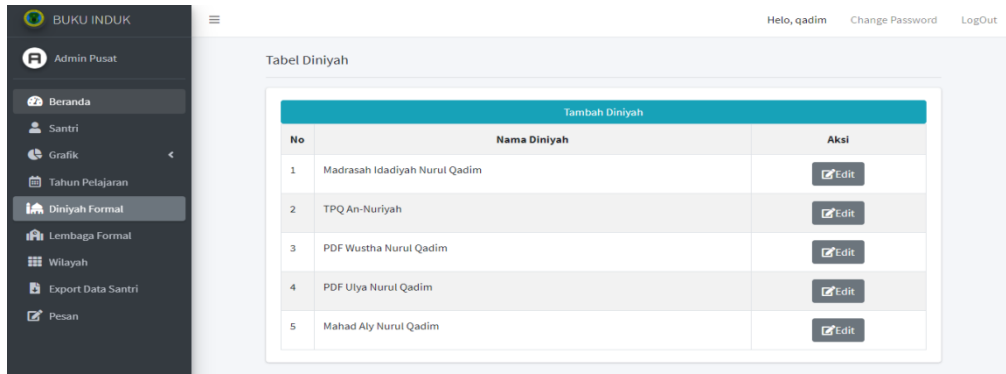 BUKU INDUK
Helo, qadim Change Password LogOut
Admin Pusat
Beranda
Santri
Grafik
Tahun Pelajaran
Diniyah Formal
Lembaga Formal
Wilayah
Export Data Santri
Pesan
Tabel Diniyah
Tambah Diniyah
No Nama Diniyah Aksi
1 Madrasah Idadiyah Nurul Qadim Edit
2 TPQ An-Nuriyah Edit
3 PDF Wustha Nurul Qadim Edit
4 PDF Ulya Nurul Qadim Edit
5 Mahad Aly Nurul Qadim Edit